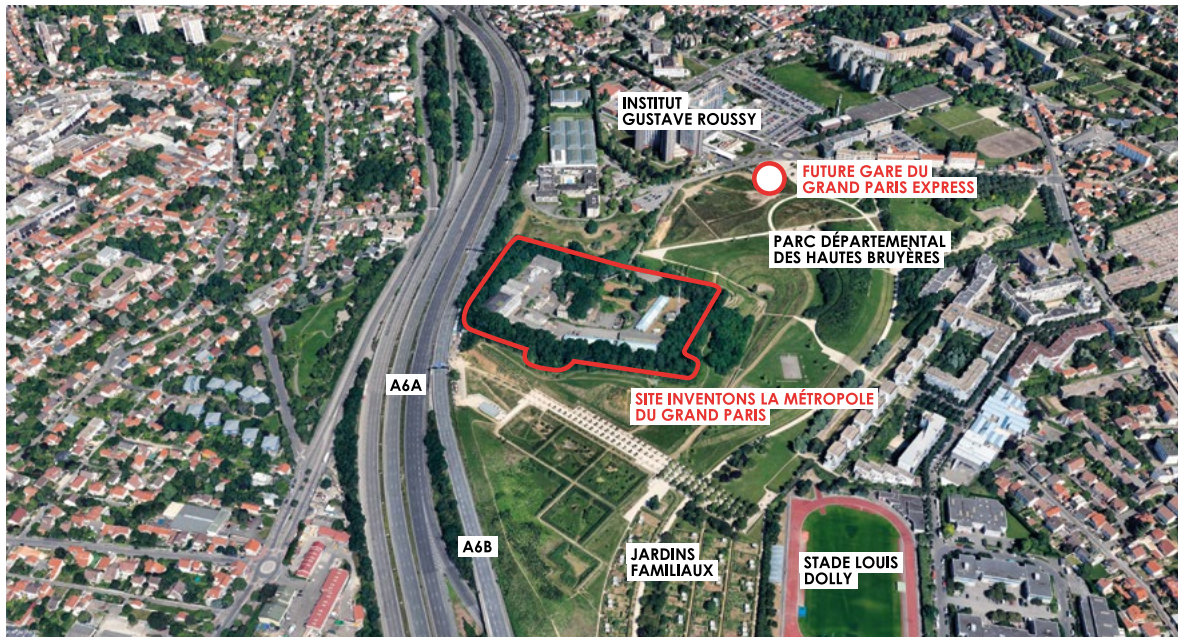 INSTITUT
GUSTAVE ROUSSY
FUTURE GARE DU
GRAND PARIS EXPRESS
PARC DÉPARTEMENTAL
DES HAUTES BRUYÈRES
A6A
SITE INVENTONS LA MÉTROPOLE
DU GRAND PARIS
A6B
JARDINS
FAMILIAUX
STADE LOUIS
DOLLY